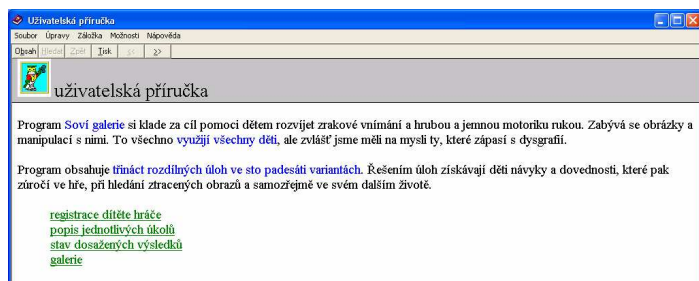 Uživatelská příručka
Soubor Úpravy Záložka Možnosti Nápověda
Obsah Hledat Zpět Tisk << >>
uživatelská příručka
Program Soví galerie si klade za cíl pomoci dětem rozvíjet zrakové vnímání a hrubou a jemnou motoriku rukou. Zabývá se obrázky a
manipulací s nimi. To všechno využijí všechny děti, ale zvlášť jsme měli na mysli ty, které zápasí s dysgrafií.
Program obsahuje třináct rozdílných úloh ve sto padesáti variantách. Řešením úloh získávají děti návyky a dovednosti, které pak
zúročí ve hře, při hledání ztracených obrazů a samozřejmě ve svém dalším životě.
registrace dítěte hráče
popis jednotlivých úkolů
stav dosažených výsledků
galerie